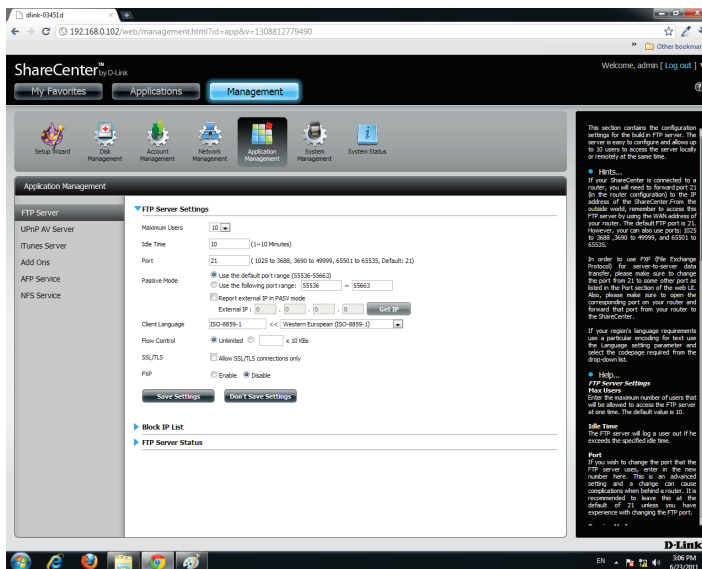 dlink-03451d
192.168.0.102/web/management.html?id=app&v=1308812779490
» Other bookmar
ShareCenter™ by D-Link
Welcome, admin [ Log out ]
My Favorites
Applications
Management
Setup Wizard
Disk Management
Account Management
Network Management
Application Management
System Management
System Status
Application Management
FTP Server
UPnP AV Server
iTunes Server
Add Ons
AFP Service
NFS Service
FTP Server Settings
Maximum Users 10
Idle Time 10 (1~10 Minutes)
Port 21 ( 1025 to 3688, 3690 to 49999, 65501 to 65535, Default: 21)
Passive Mode Use the default port range (55536-55663)
Use the following port range: 55536 ~ 55663
Report external IP in PASV mode
External IP : 0 . 0 . 0 . 0 Get IP
Client Language ISO-8859-1 << Western European (ISO-8859-1)
Flow Control Unlimited x 10 KBs
SSL/TLS Allow SSL/TLS connections only
FXP Enable Disable
Save Settings Don't Save Settings
Block IP List
FTP Server Status
This section contains the configuration
settings for the build in FTP server. The
server is easy to configure and allows up
to 10 users to access the server locally
or remotely at the same time.
Hints...
If your ShareCenter is connected to a
router, you will need to forward port 21
(in the router configuration) to the IP
address of the ShareCenter.From the
outside world, remember to access this
FTP server by using the WAN address of
your router. The default FTP port is 21.
However, your can also use ports: 1025
to 3688 ,3690 to 49999, and 65501 to
65535.
In order to use FXP (File Exchange
Protocol) for server-to-server data
transfer, please make sure to change
the port from 21 to some other port as
listed in the Port section of the web UI.
Also, please make sure to open the
corresponding port on your router and
forward that port from your router to
the ShareCenter.
If your region's language requirements
use a particular encoding for text use
the Language setting parameter and
select the codepage required from the
drop-down list.
Help...
FTP Server Settings
Max Users
Enter the maximum number of users that
will be allowed to access the FTP server
at one time. The default value is 10.
Idle Time
The FTP server will log a user out if he
exceeds the specified idle time.
Port
If you wish to change the port that the
FTP server uses, enter in the new
number here. This is an advanced
setting and a change can cause
complications when behind a router. It is
recommended to leave this at the
default of 21 unless you have
experience with changing the FTP port.
D-Link
EN
3:06 PM
6/23/2011